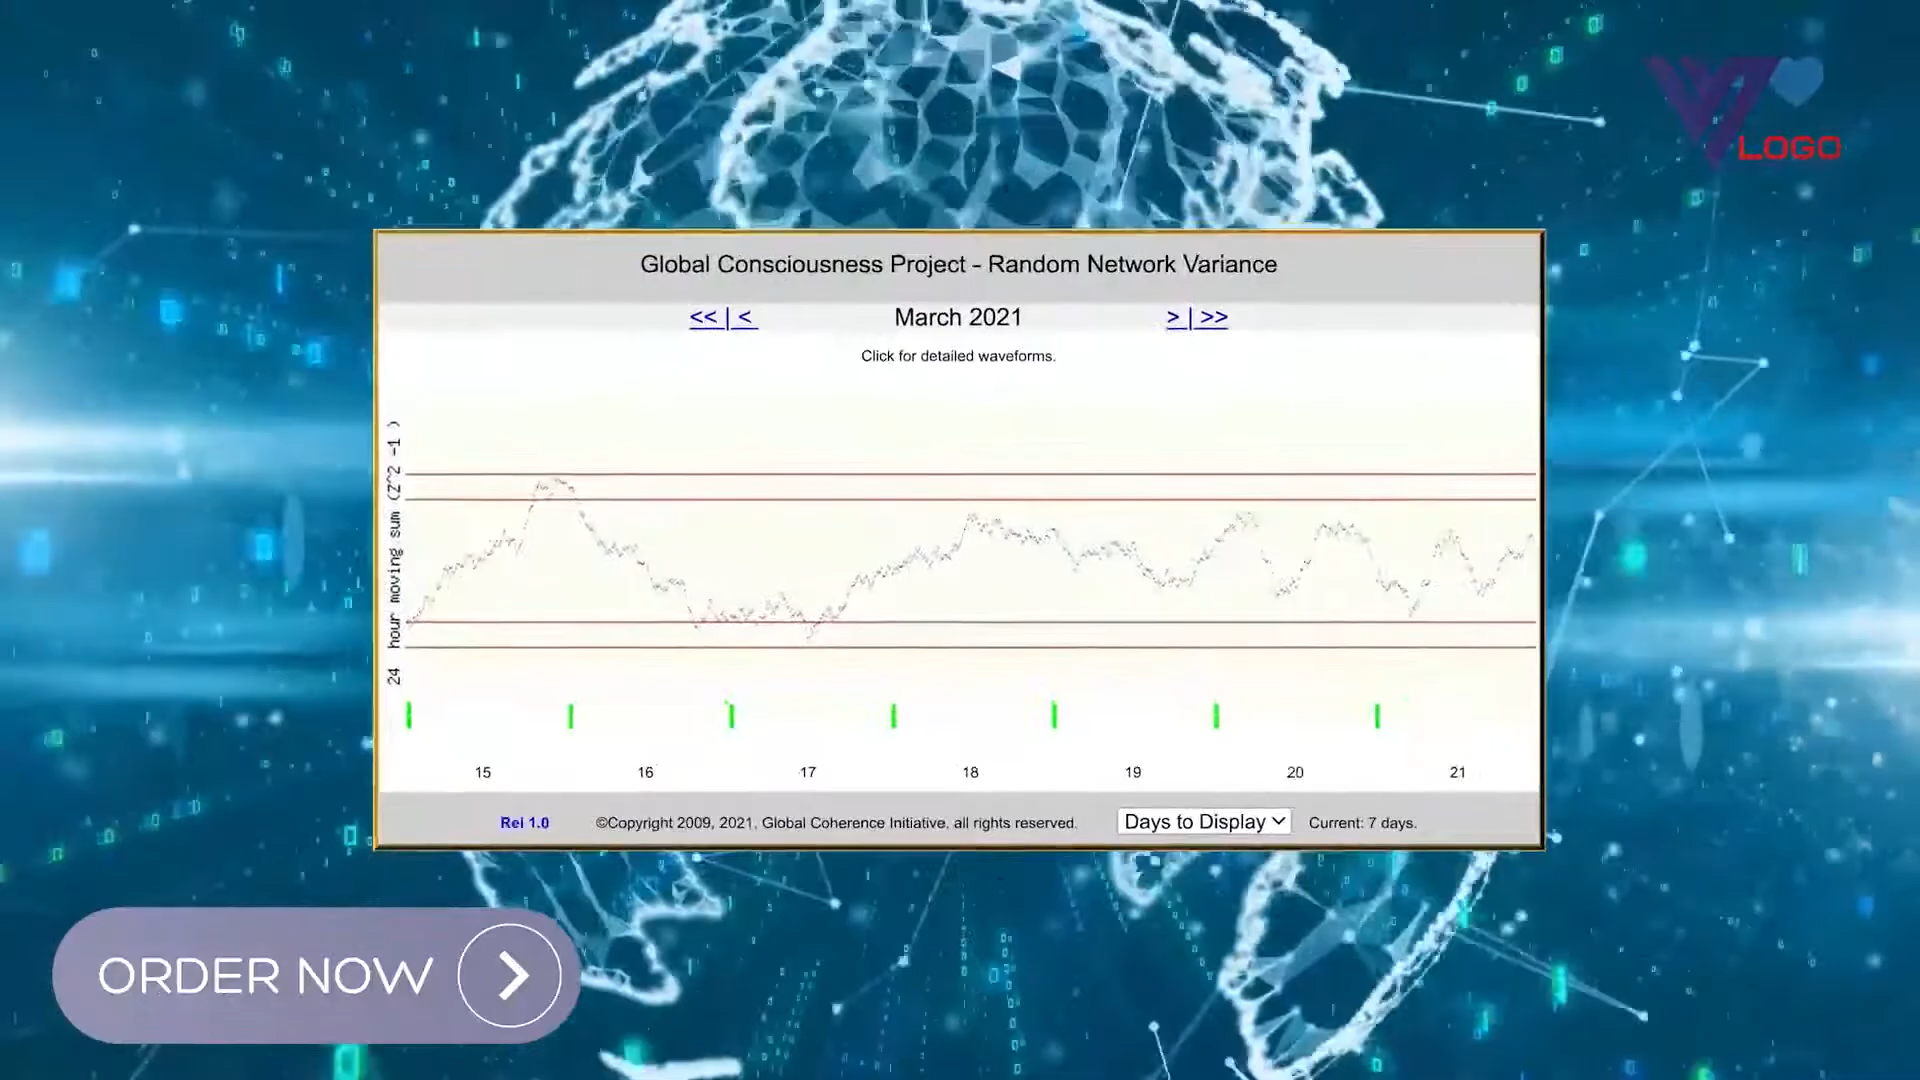 LOGO
Global Consciousness Project - Random Network Variance
<< | < March 2021 > | >>
Click for detailed waveforms.
24 hour moving sum (Z^2 -1 )
15 16 17 18 19 20 21
Rel 1.0 ©Copyright 2009, 2021, Global Coherence Initiative, all rights reserved. Days to Display Current: 7 days.
ORDER NOW